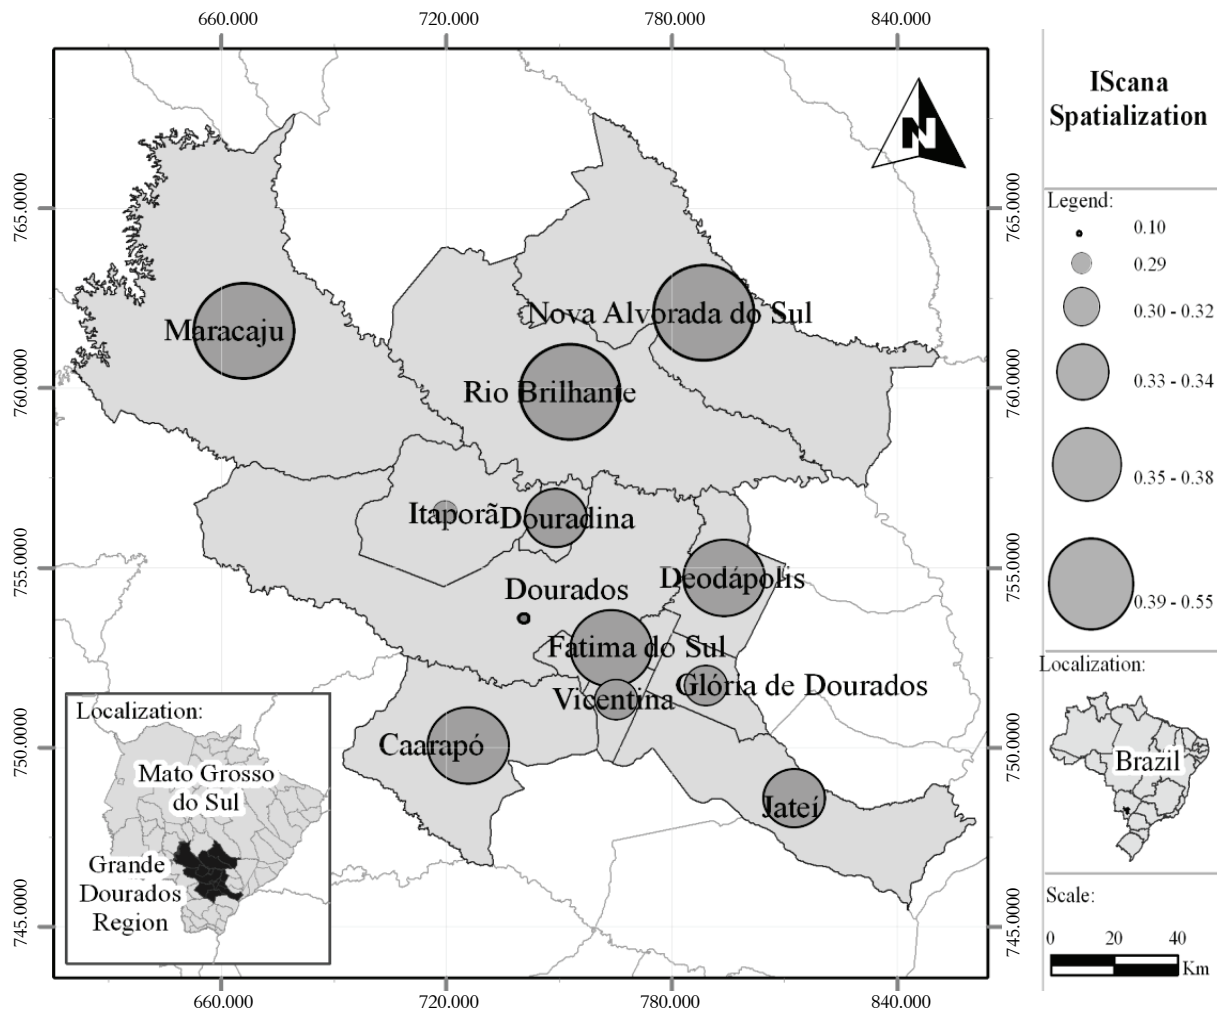 660.000 720.000 780.000 840.000
IScana
Spatialization
N
765.0000
765.0000
Legend:
0.10
0.29
0.30 - 0.32
0.33 - 0.34
0.35 - 0.38
0.39 - 0.55
Nova Alvorada do Sul
Maracaju
760.0000
760.0000
Rio Brilhante
Itaporã
Douradina
755.0000
755.0000
Deodápolis
Dourados
Fatima do Sul
Glória de Dourados
Vicentina
Caarapó
750.0000
750.0000
Jateí
Localization:
Mato Grosso
do Sul
Grande
Dourados
Region
745.0000
745.0000
Localization:
Brazil
Scale:
0 20 40
Km
660.000 720.000 780.000 840.000